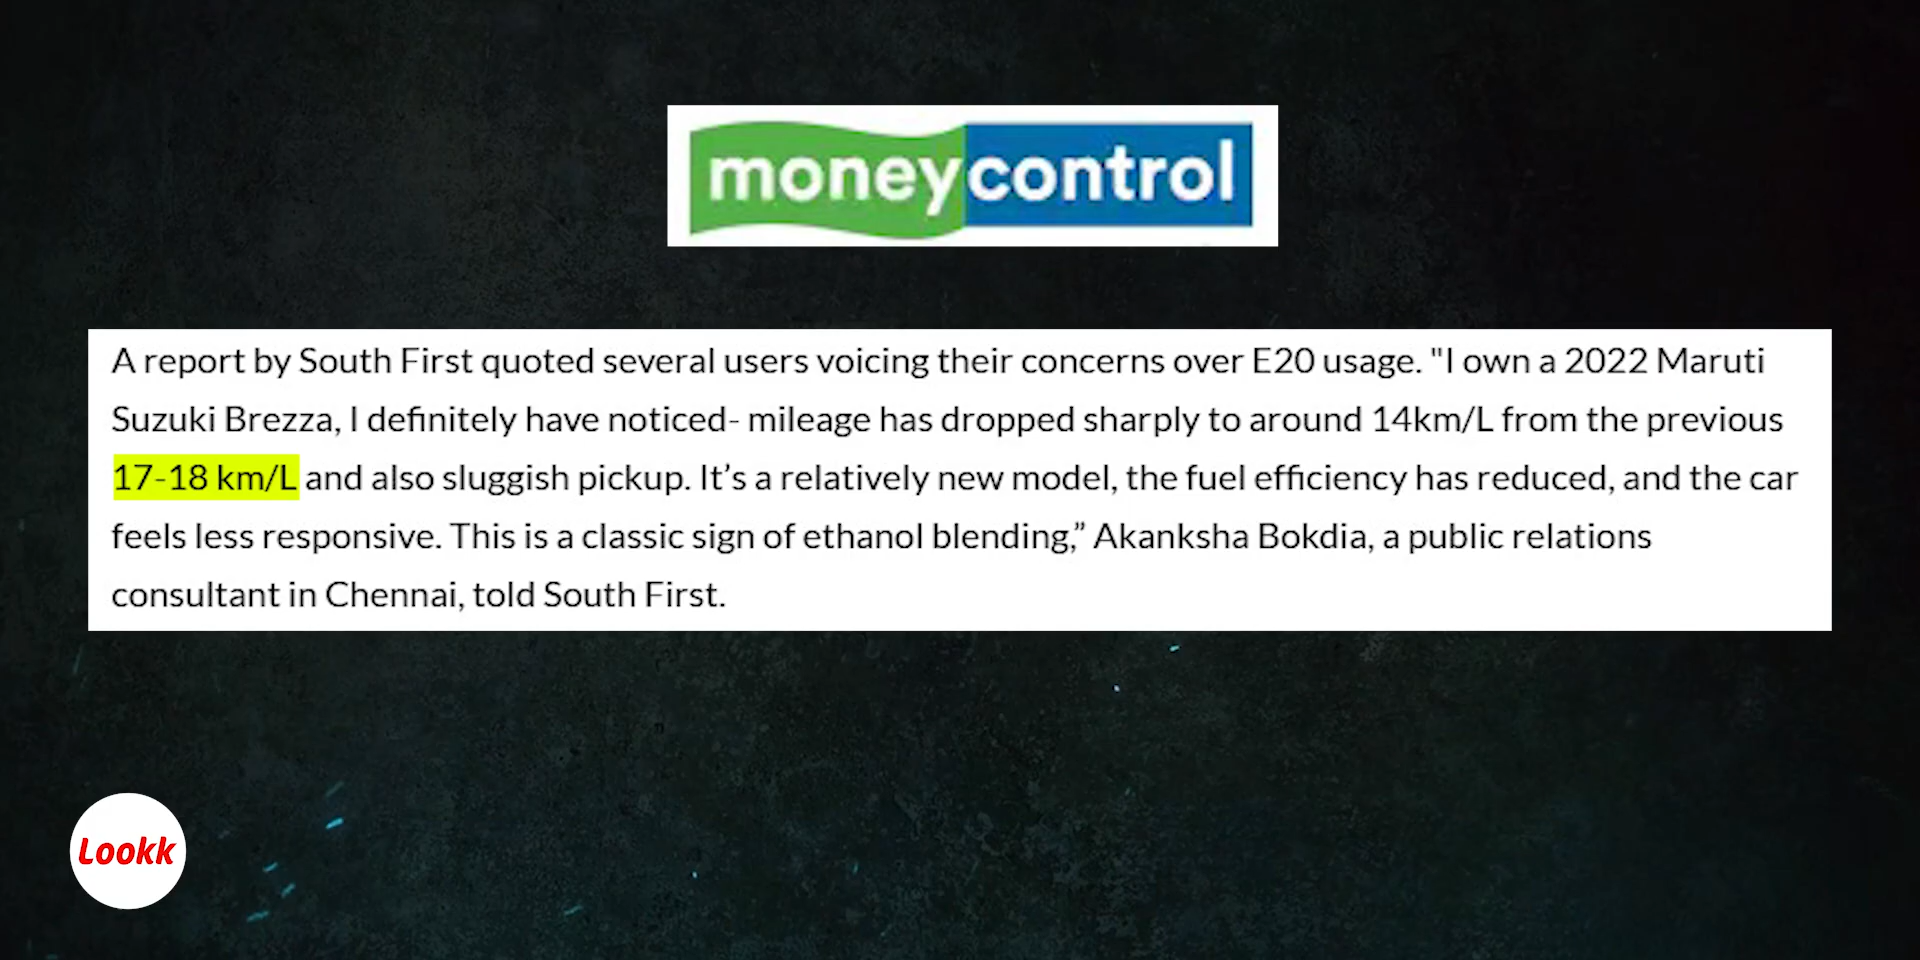 moneycontrol
A report by South First quoted several users voicing their concerns over E20 usage. "I own a 2022 Maruti
Suzuki Brezza, I definitely have noticed- mileage has dropped sharply to around 14km/L from the previous
17-18 km/L and also sluggish pickup. It’s a relatively new model, the fuel efficiency has reduced, and the car
feels less responsive. This is a classic sign of ethanol blending,” Akanksha Bokdia, a public relations
consultant in Chennai, told South First.
Lookk